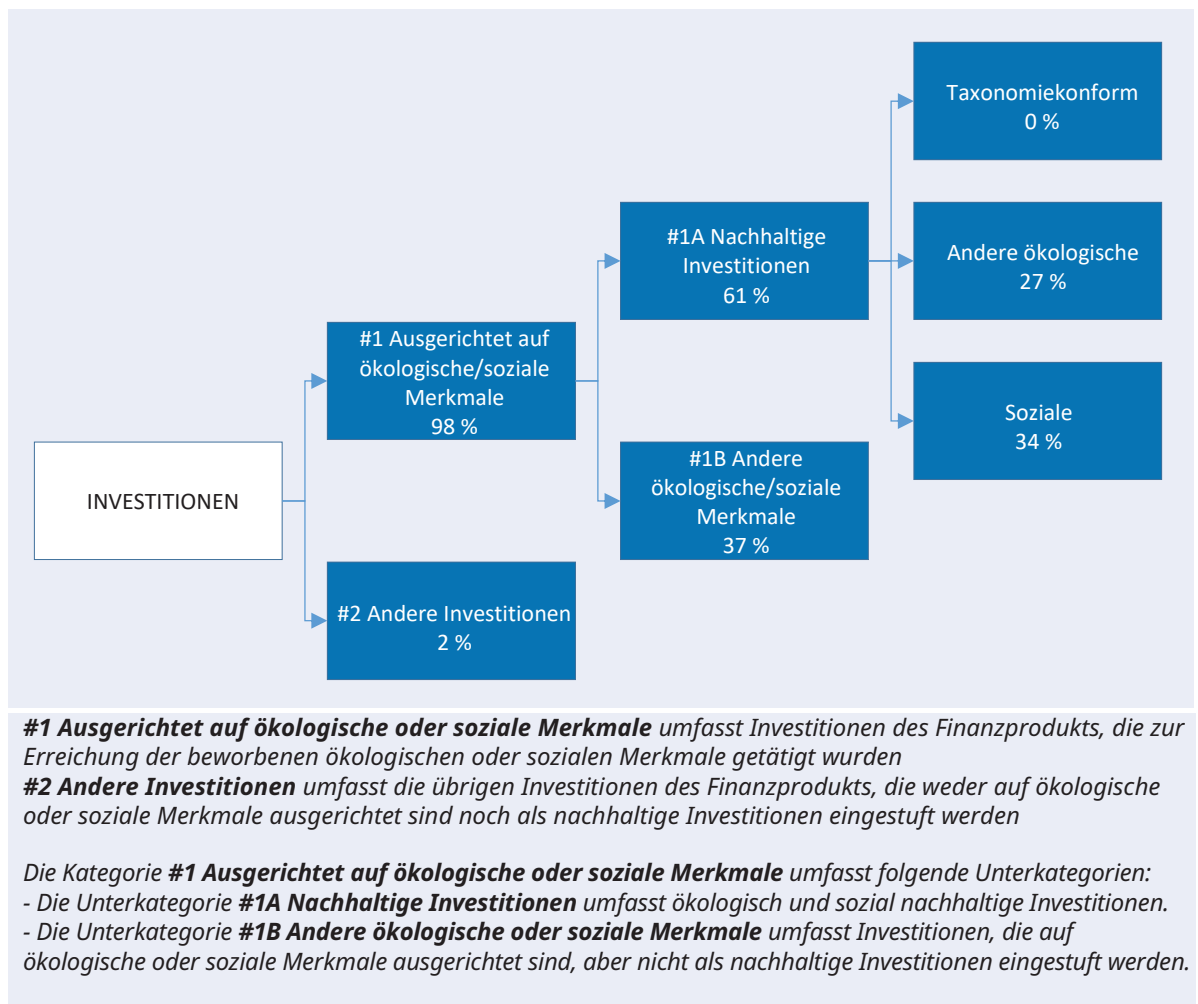 Taxonomiekonform
0 %
#1A Nachhaltige
Investitionen
61 %
Andere ökologische
27 %
#1 Ausgerichtet auf
ökologische/soziale
Merkmale
98 %
Soziale
34 %
INVESTITIONEN
#1B Andere
ökologische/soziale
Merkmale
37 %
#2 Andere Investitionen
2 %
#1 Ausgerichtet auf ökologische oder soziale Merkmale umfasst Investitionen des Finanzprodukts, die zur
Erreichung der beworbenen ökologischen oder sozialen Merkmale getätigt wurden
#2 Andere Investitionen umfasst die übrigen Investitionen des Finanzprodukts, die weder auf ökologische
oder soziale Merkmale ausgerichtet sind noch als nachhaltige Investitionen eingestuft werden
Die Kategorie #1 Ausgerichtet auf ökologische oder soziale Merkmale umfasst folgende Unterkategorien:
- Die Unterkategorie #1A Nachhaltige Investitionen umfasst ökologisch und sozial nachhaltige Investitionen.
- Die Unterkategorie #1B Andere ökologische oder soziale Merkmale umfasst Investitionen, die auf
ökologische oder soziale Merkmale ausgerichtet sind, aber nicht als nachhaltige Investitionen eingestuft werden.